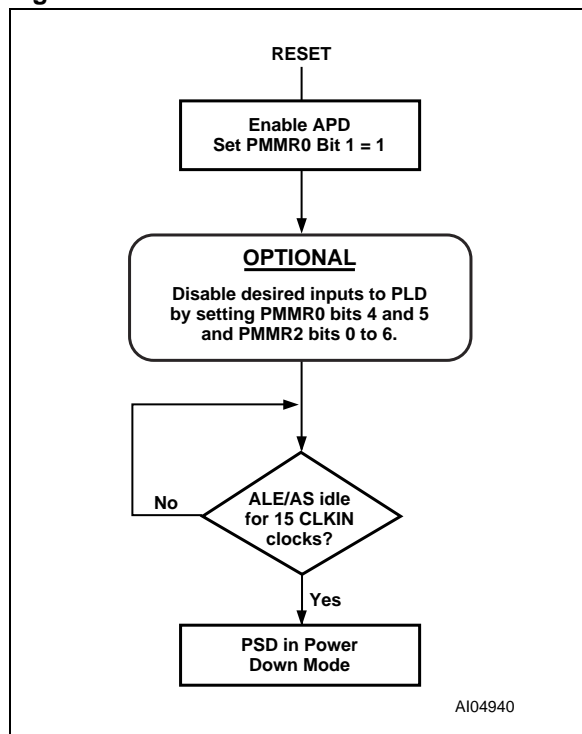 RESET
Enable APD
Set PMMR0 Bit 1 = 1
OPTIONAL
Disable desired inputs to PLD
by setting PMMR0 bits 4 and 5
and PMMR2 bits 0 to 6.
No
ALE/AS idle
for 15 CLKIN
clocks?
Yes
PSD in Power
Down Mode
AI04940